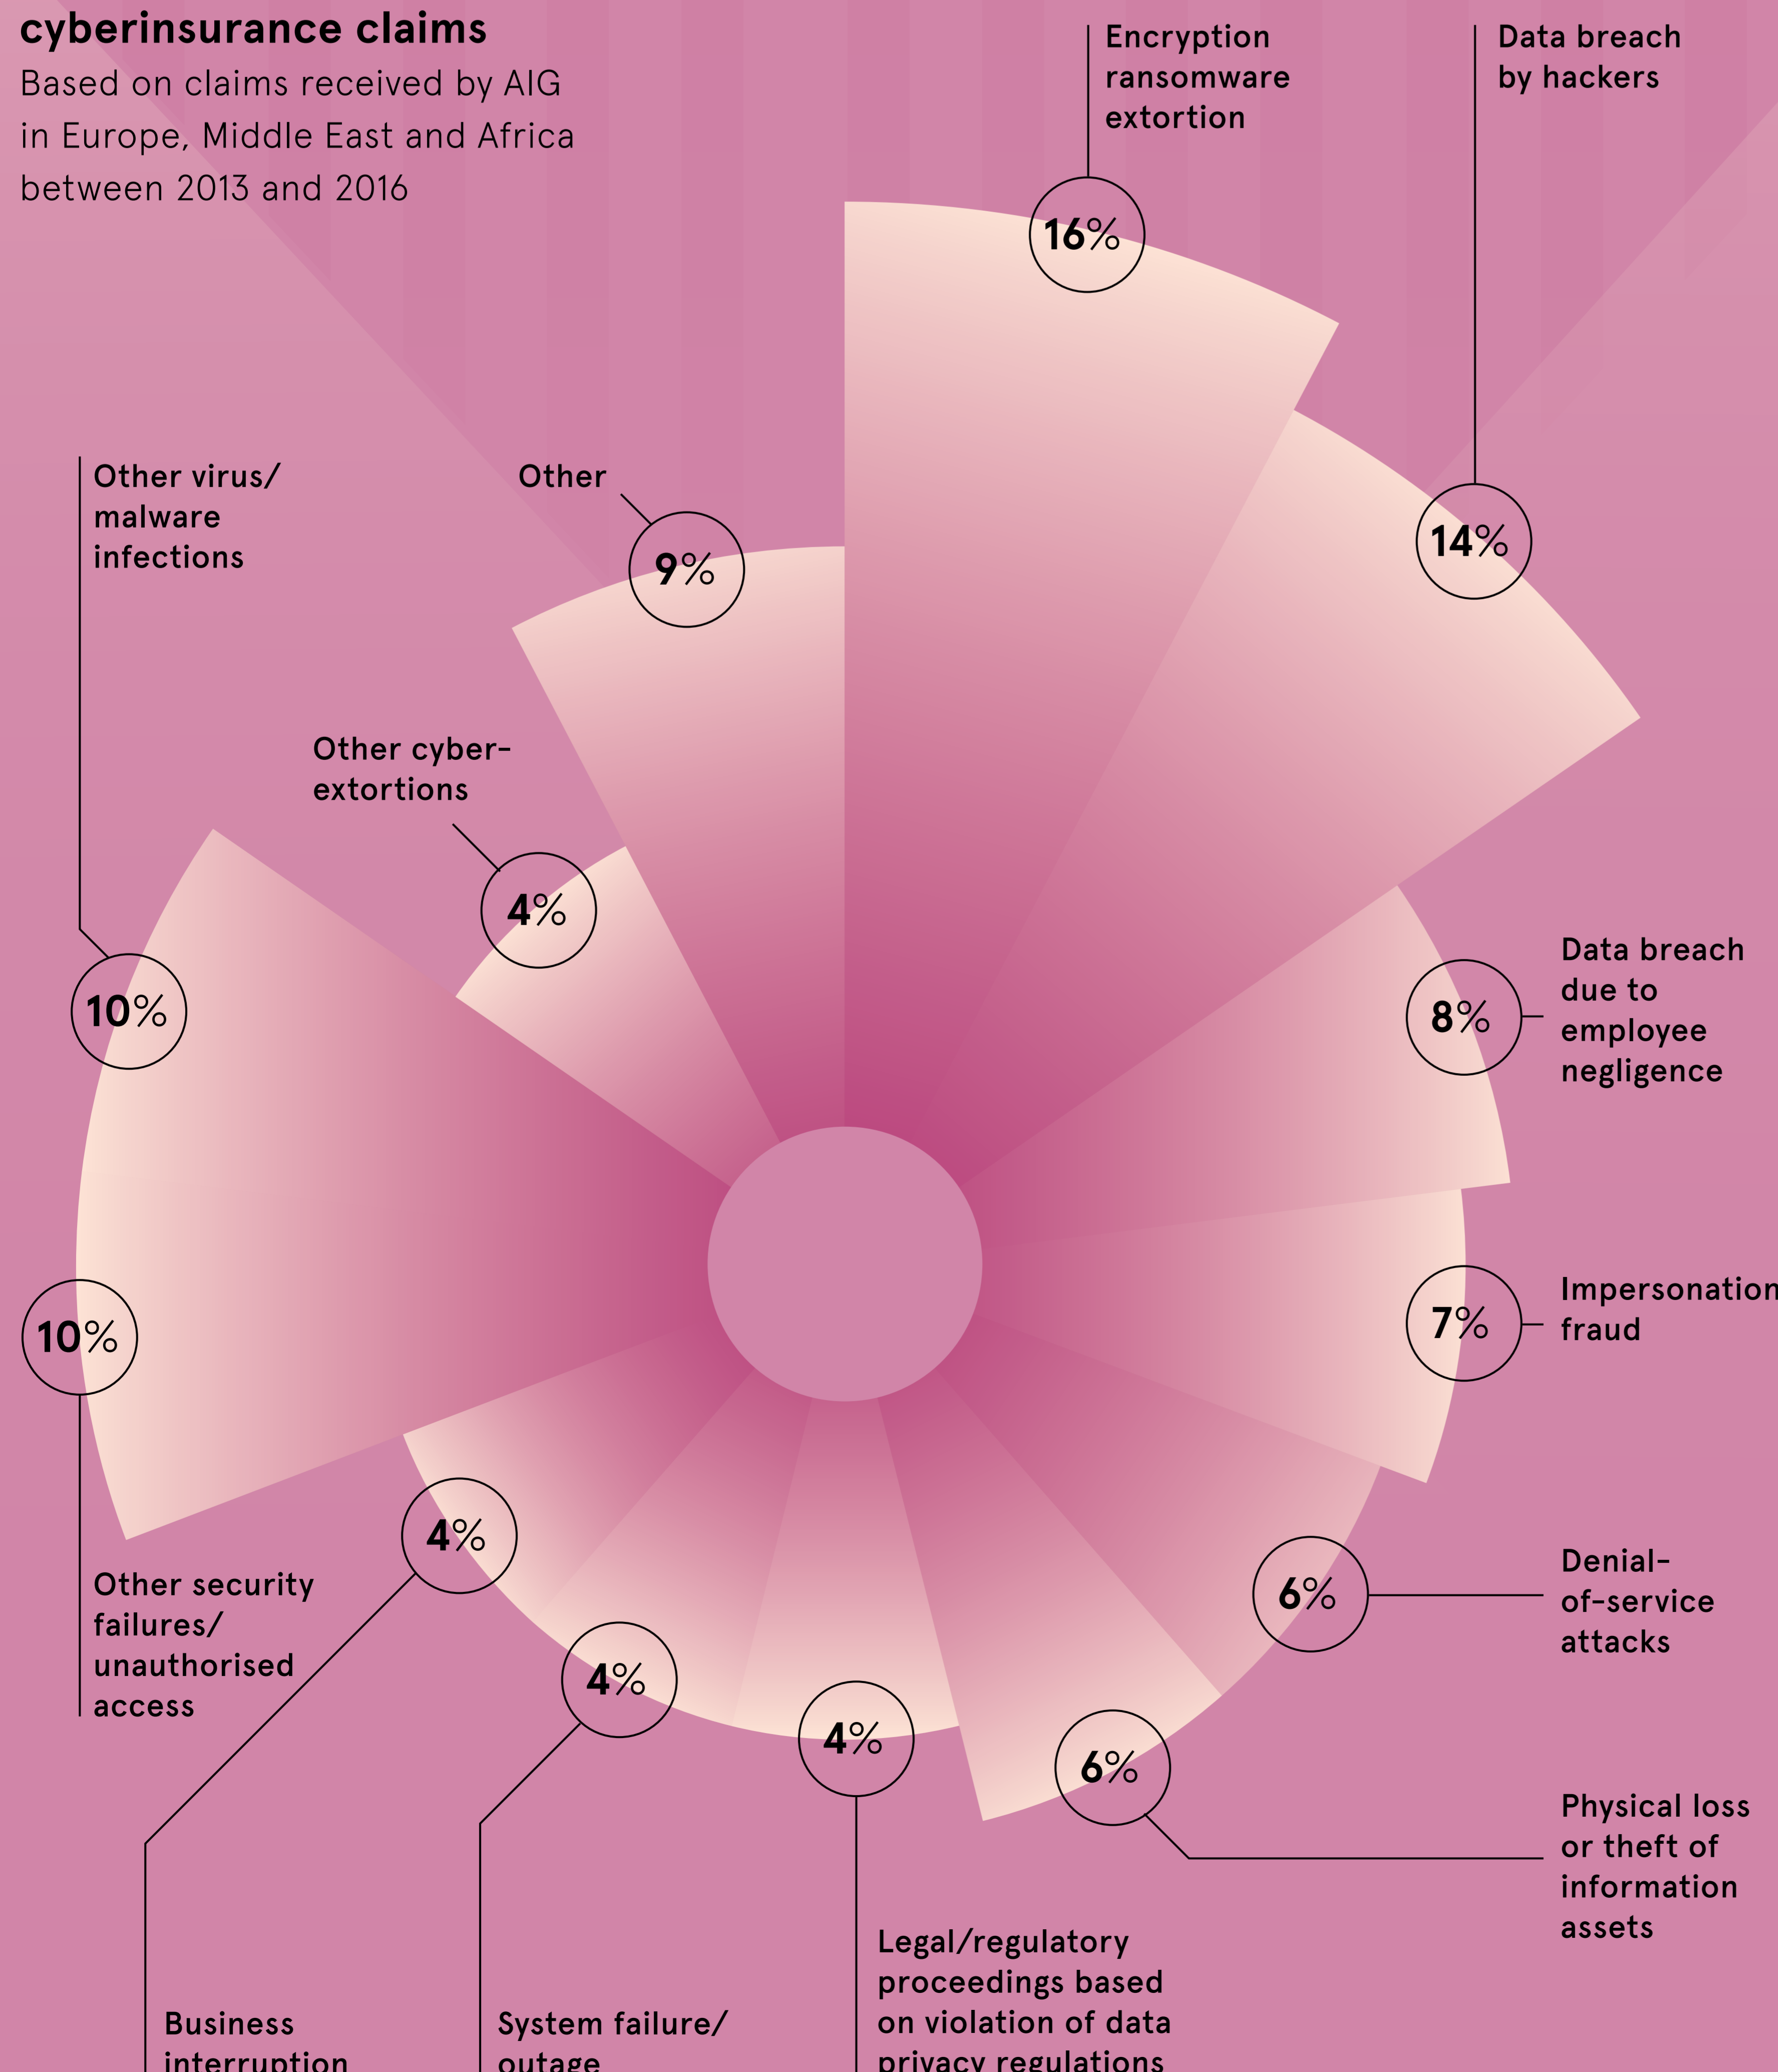 cyberinsurance claims
Based on claims received by AIG
in Europe, Middle East and Africa
between 2013 and 2016
Encryption
ransomware
extortion
16%
Data breach
by hackers
14%
Data breach
due to
employee
negligence
8%
Impersonation
fraud
7%
Denial-
of-service
attacks
6%
Physical loss
or theft of
information
assets
6%
Legal/regulatory
proceedings based
on violation of data
privacy regulations
4%
System failure/
outage
4%
Business
interruption
4%
Other security
failures/
unauthorised
access
10%
Other virus/
malware
infections
10%
Other cyber-
extortions
4%
Other
9%